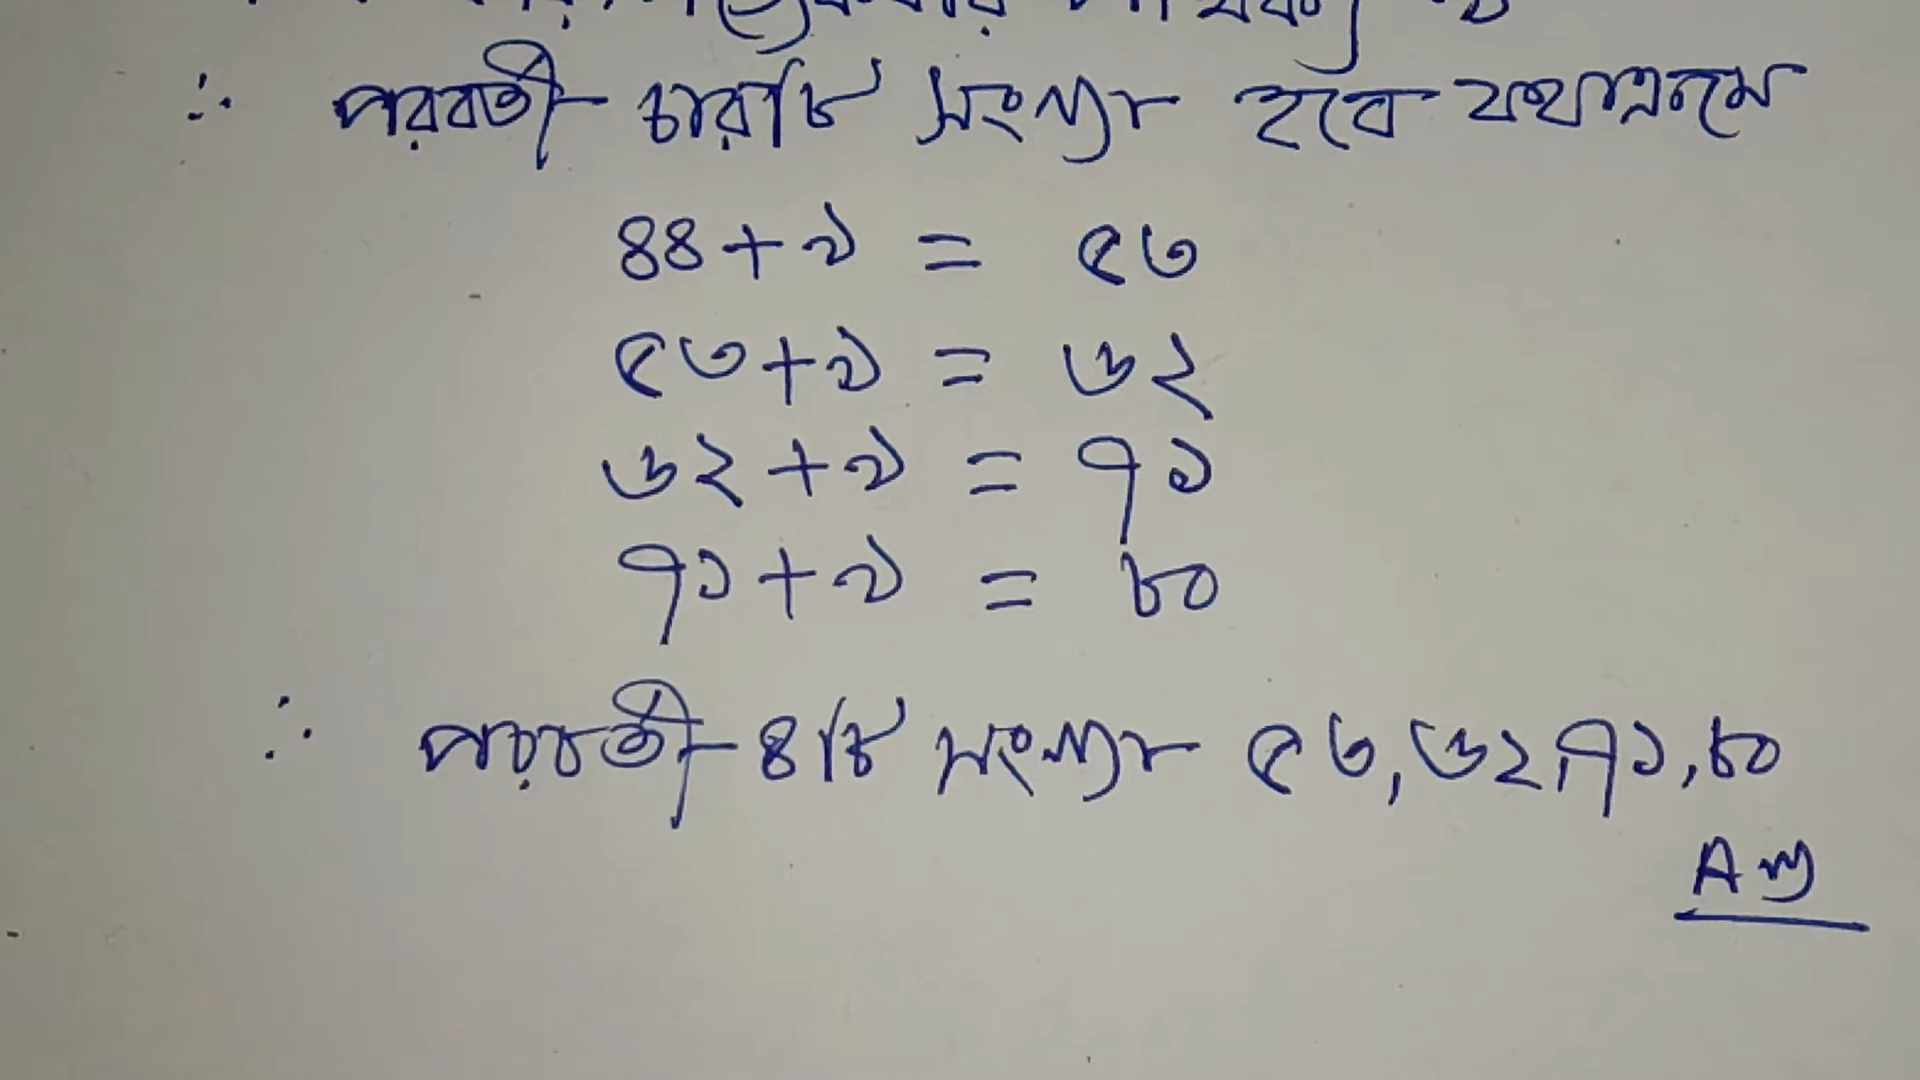 ∴ পরবর্তী চারটি সংখ্যা হবে যথাক্রমে
৪৪+৯ = ৫৩
৫৩+৯ = ৬২
৬২+৯ = ৭১
৭১+৯ = ৮০
∴ পরবর্তী ৪টি সংখ্যা ৫৩, ৬২, ৭১, ৮০
Ans